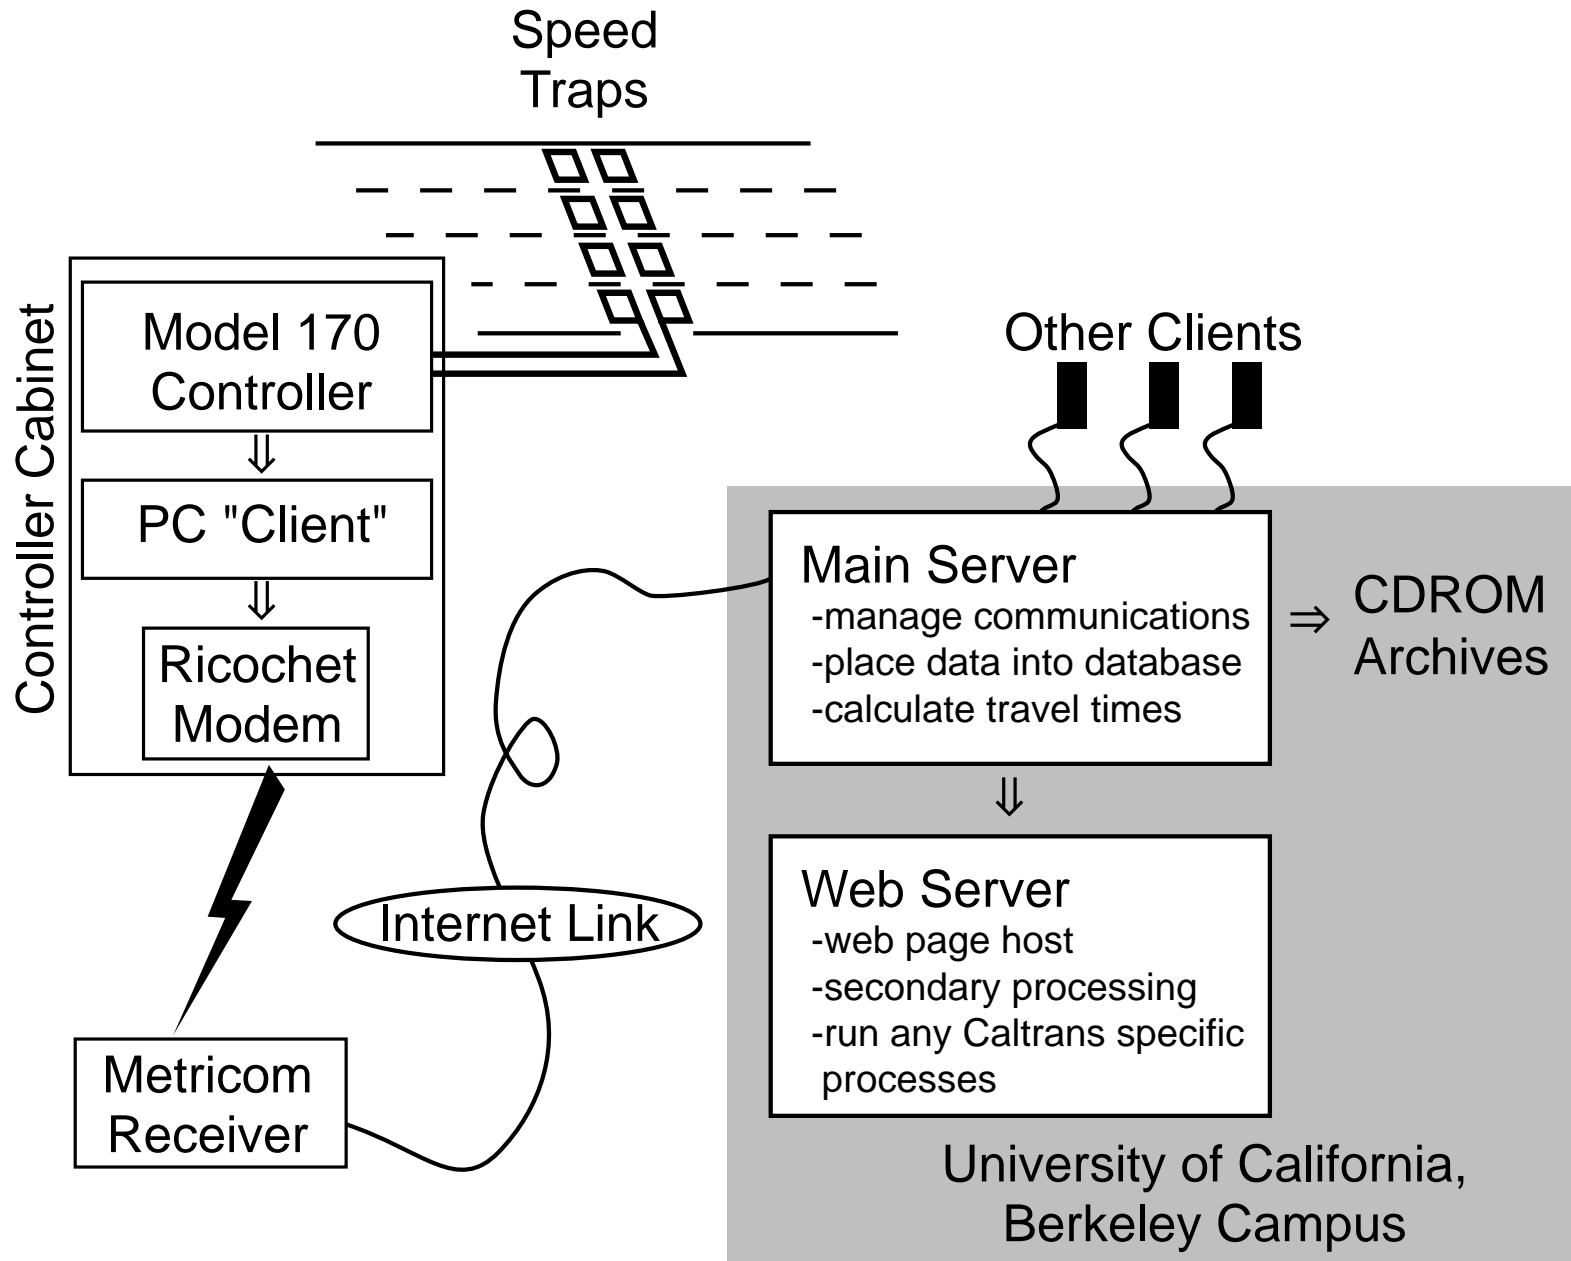 Speed
Traps
Controller Cabinet
Model 170
Controller
PC "Client"
Ricochet
Modem
Metricom
Receiver
Internet Link
Other Clients
Main Server
-manage communications
-place data into database
-calculate travel times
CDROM
Archives
Web Server
-web page host
-secondary processing
-run any Caltrans specific
processes
University of California,
Berkeley Campus